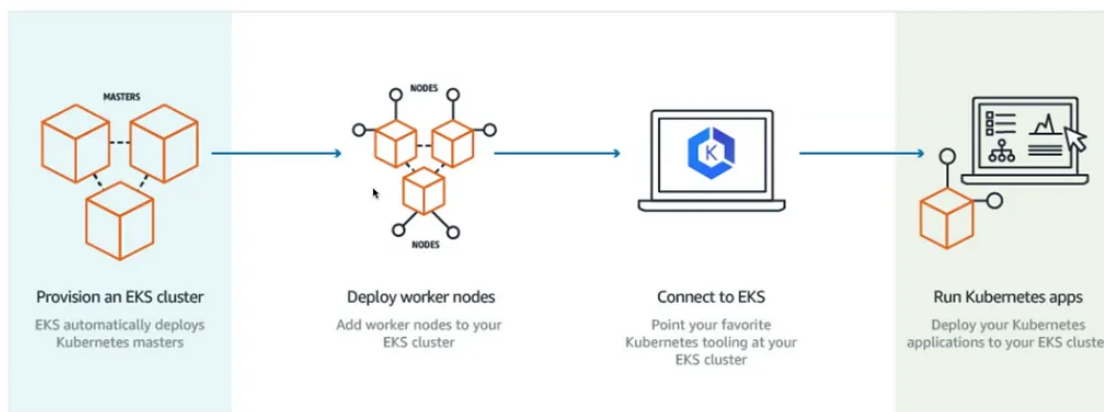 MASTERS
Provision an EKS cluster
EKS automatically deploys
Kubernetes masters
NODES
NODES
Deploy worker nodes
Add worker nodes to your
EKS cluster
K
Connect to EKS
Point your favorite
Kubernetes tooling at your
EKS cluster
Run Kubernetes apps
Deploy your Kubernetes
applications to your EKS cluste